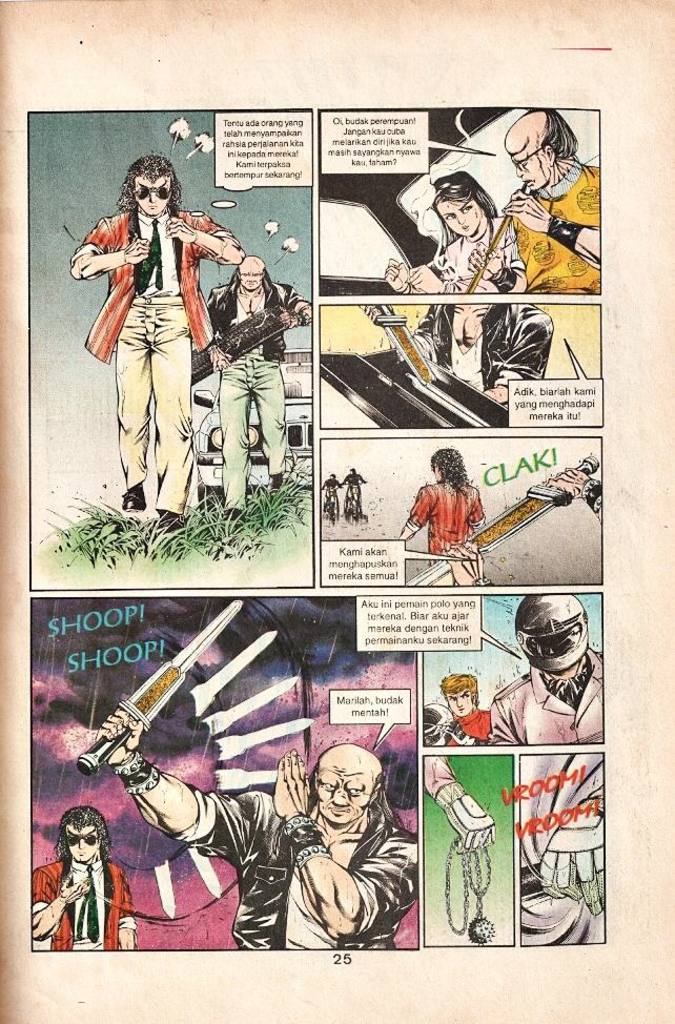 Tentu ada orang yang
telah menyampaikan
rahsia perjalanan kita
ini kepada mereka!
Kami terpaksa
bertempur sekarang!
Oi, budak perempuan!
Jangan kau cuba
melarikan diri jika kau
masih sayangkan nyawa
kau, faham?
Adik, biarlah kami
yang menghadapi
mereka itu!
CLAK!
Kami akan
menghapuskan
mereka semua!
SHOOP!
SHOOP!
Marilah, budak
mentah!
Aku ini pemain polo yang
terkenal. Biar aku ajar
mereka dengan teknik
permainanku sekarang!
VROOM!
VROOM!
25